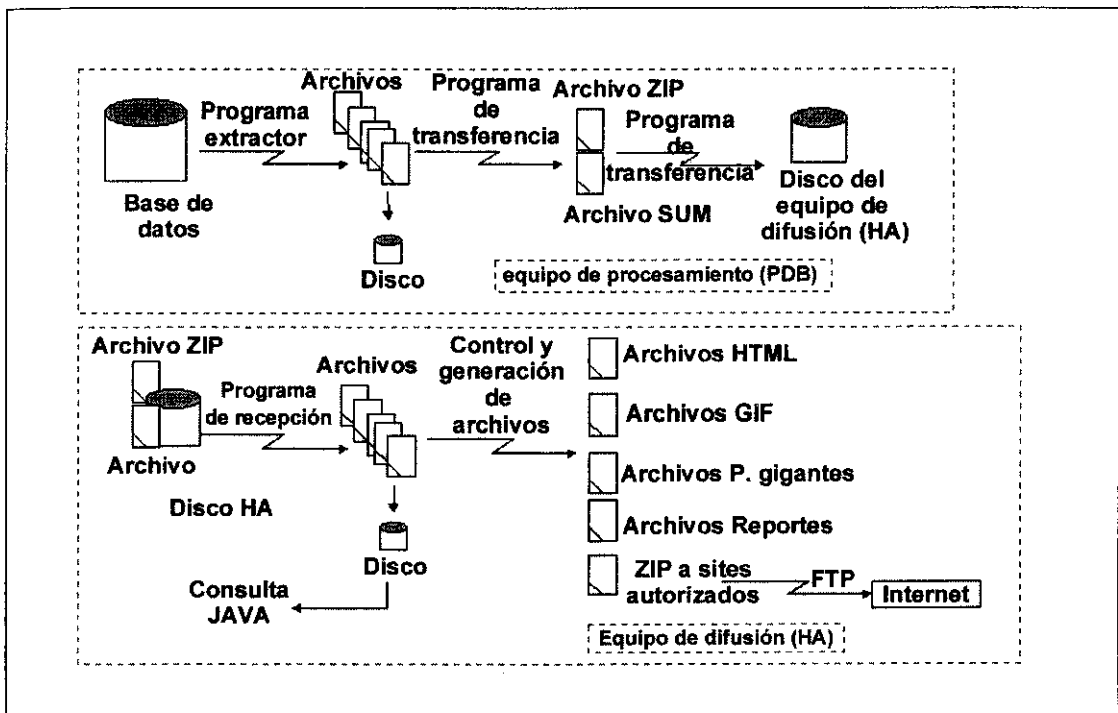 Archivos
Programa
de
transferencia
Archivo ZIP
Programa
extractor
Programa
de
transferencia
Base de
datos
Archivo SUM
Disco del
equipo de
difusión (HA)
Disco
equipo de procesamiento (PDB)
Archivo ZIP
Archivos
Control y
generación
de
archivos
Programa
de recepción
Archivo
Disco HA
Disco
Consulta
JAVA
Archivos HTML
Archivos GiF
Archivos P. gigantes
Archivos Reportes
ZIP a sites
autorizados
FTP
Internet
Equipo de difusión (HA)